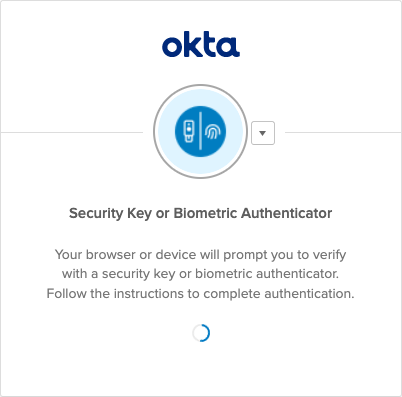 okta
Security Key or Biometric Authenticator
Your browser or device will prompt you to verify
with a security key or biometric authenticator.
Follow the instructions to complete authentication.